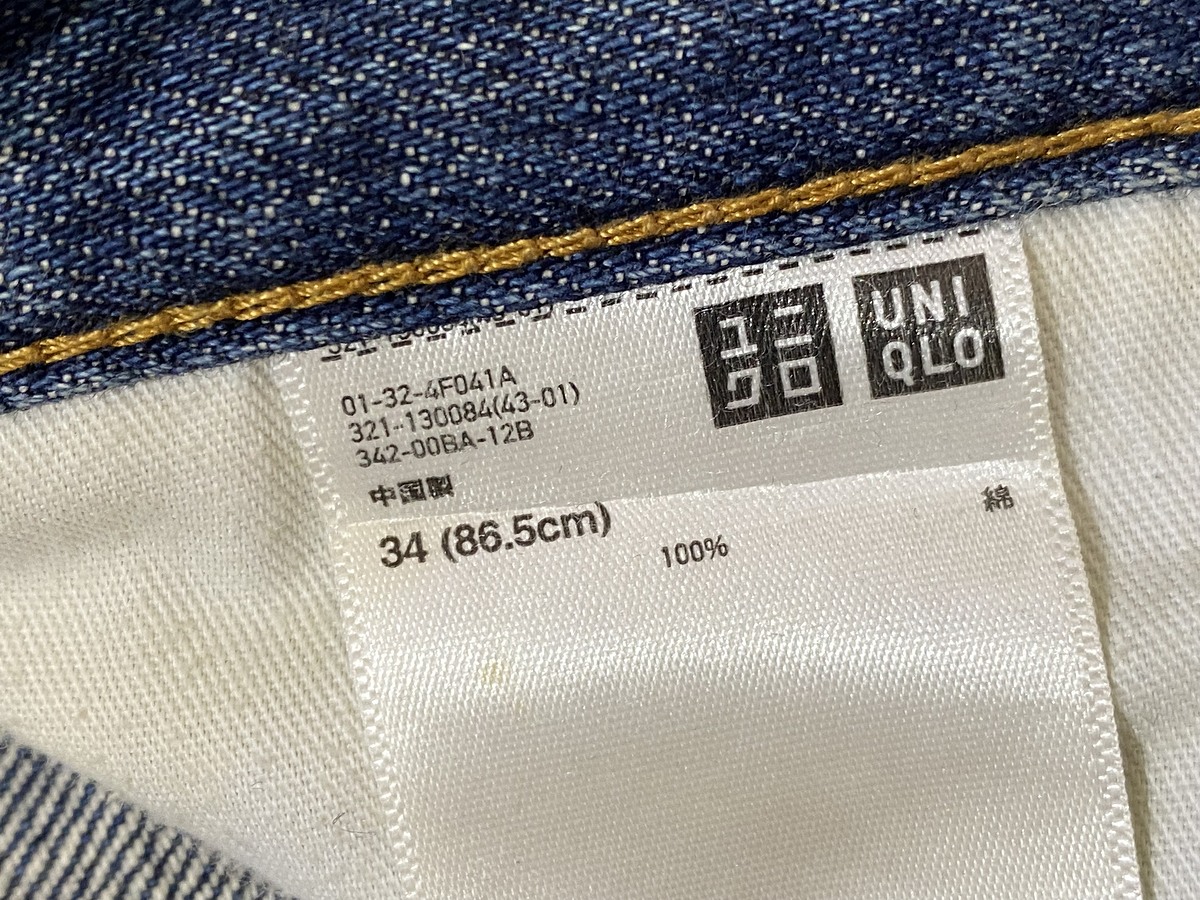 ユニ
クロ
UNI
QLO
01-32-4F041A
321-130084(43-01)
342-00BA-12B
中国製
34 (86.5cm)
綿
100%